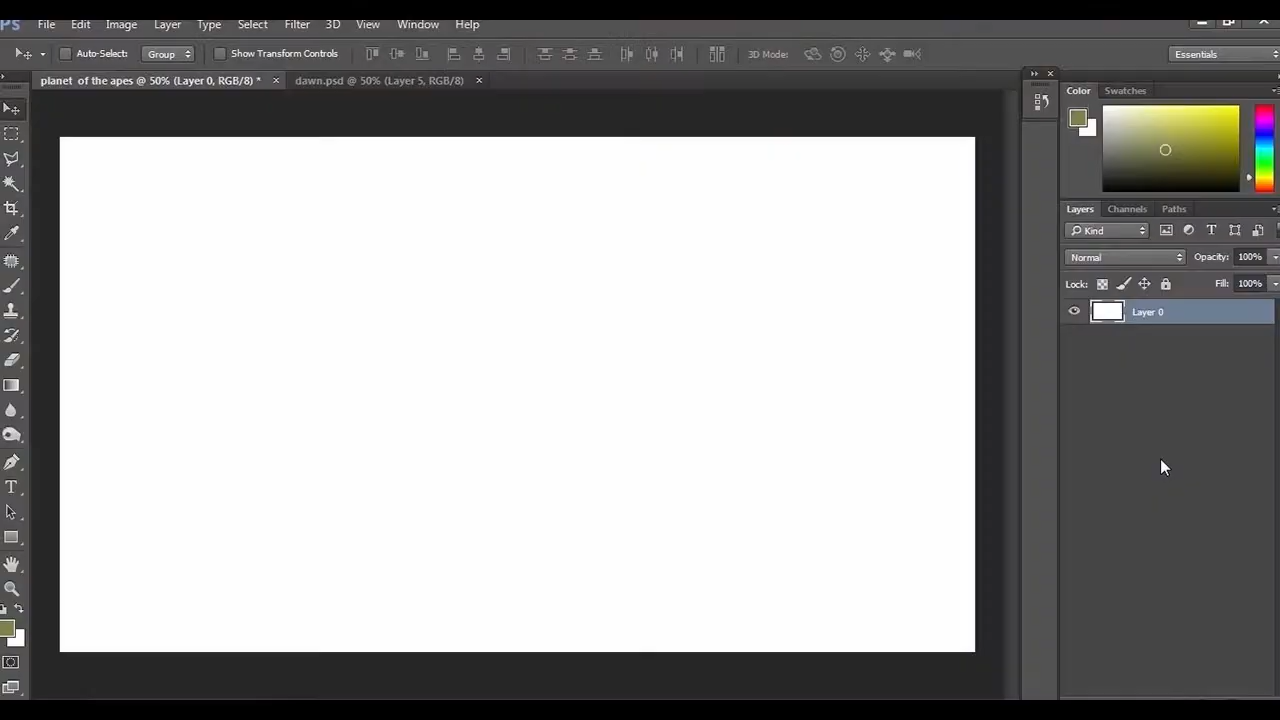 PS File Edit Image Layer Type Select Filter 3D View Window Help
Auto-Select: Group Show Transform Controls 3D Mode: Essentials
planet of the apes @ 50% (Layer 0, RGB/8) * × dawn.psd @ 50% (Layer 5, RGB/8) ×
Color Swatches
Layers Channels Paths
Kind
Normal Opacity: 100%
Lock: Fill: 100%
Layer 0